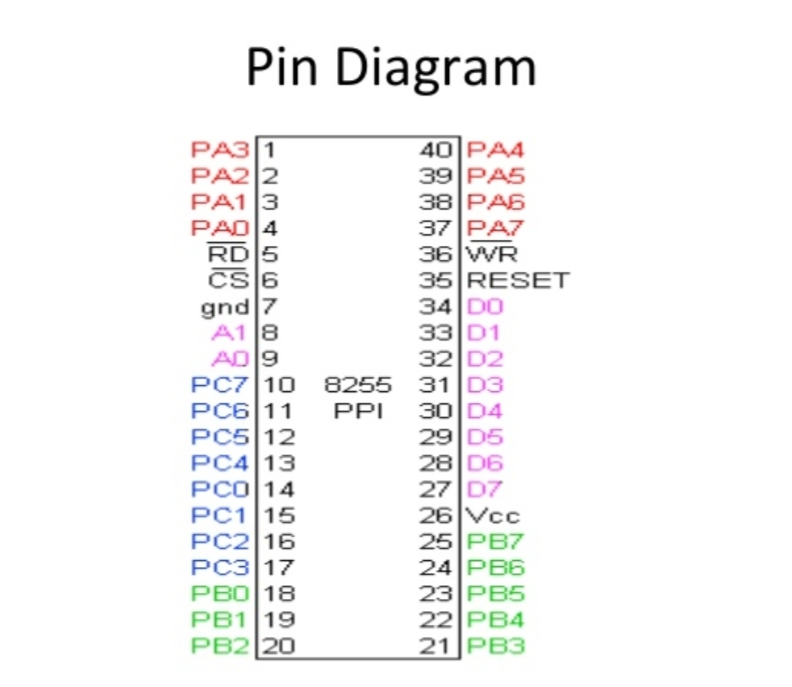 Pin Diagram
PA3 1 40 PA4
PA2 2 39 PA5
PA1 3 38 PA6
PA0 4 37 PA7
R̅D̅ 5 36 W̅R̅
C̅S̅ 6 35 RESET
gnd 7 34 D0
A1 8 33 D1
A0 9 32 D2
PC7 10 8255 31 D3
PC6 11 PPI 30 D4
PC5 12 29 D5
PC4 13 28 D6
PC0 14 27 D7
PC1 15 26 Vcc
PC2 16 25 PB7
PC3 17 24 PB6
PB0 18 23 PB5
PB1 19 22 PB4
PB2 20 21 PB3